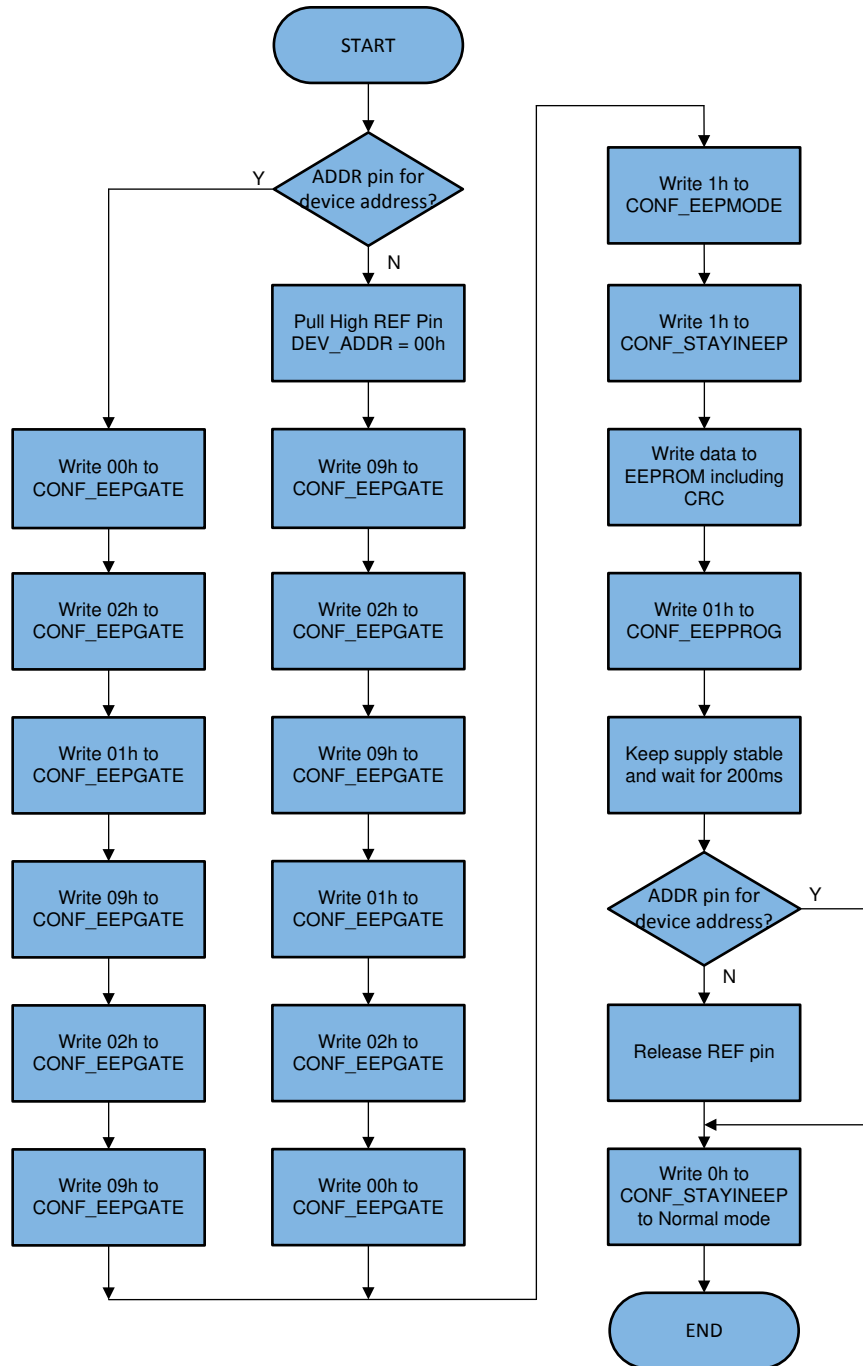 START
ADDR pin for
device address?
Y
N
Pull High REF Pin
DEV_ADDR = 00h
Write 00h to
CONF_EEPGATE
Write 02h to
CONF_EEPGATE
Write 01h to
CONF_EEPGATE
Write 09h to
CONF_EEPGATE
Write 02h to
CONF_EEPGATE
Write 09h to
CONF_EEPGATE
Write 09h to
CONF_EEPGATE
Write 02h to
CONF_EEPGATE
Write 09h to
CONF_EEPGATE
Write 01h to
CONF_EEPGATE
Write 02h to
CONF_EEPGATE
Write 00h to
CONF_EEPGATE
Write 1h to
CONF_EEPMODE
Write 1h to
CONF_STAYINEEP
Write data to
EEPROM including
CRC
Write 01h to
CONF_EEPPROG
Keep supply stable
and wait for 200ms
ADDR pin for
device address?
Y
N
Release REF pin
Write 0h to
CONF_STAYINEEP
to Normal mode
END